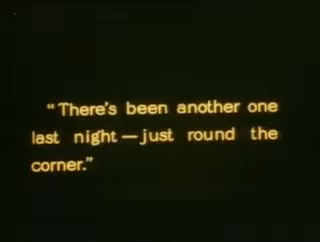 “There's been another one
last night—just round the
corner.”